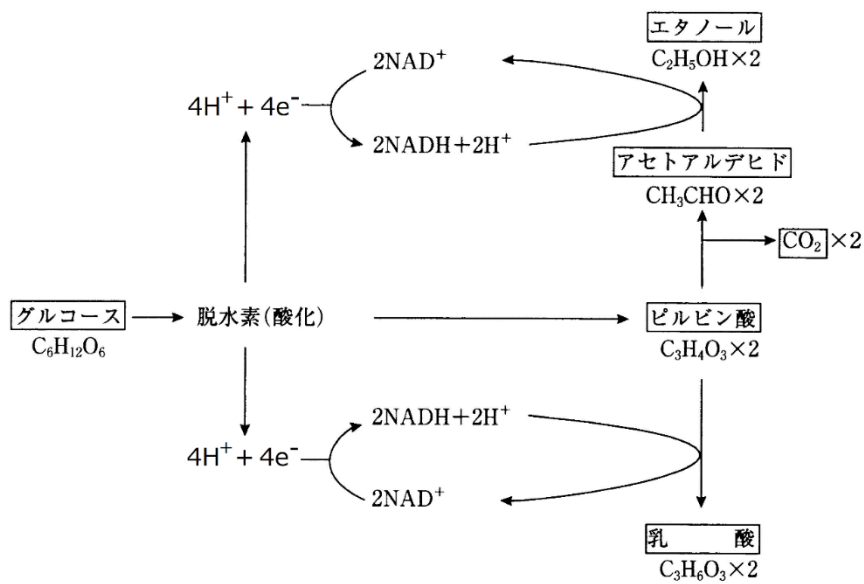 エタノール
C₂H₅OH×2
2NAD⁺
4H⁺+4e⁻
2NADH+2H⁺
アセトアルデヒド
CH₃CHO×2
CO₂ ×2
グルコース
C₆H₁₂O₆
脱水素(酸化)
ピルビン酸
C₃H₄O₃×2
2NADH+2H⁺
4H⁺+4e⁻
2NAD⁺
乳 酸
C₃H₆O₃×2